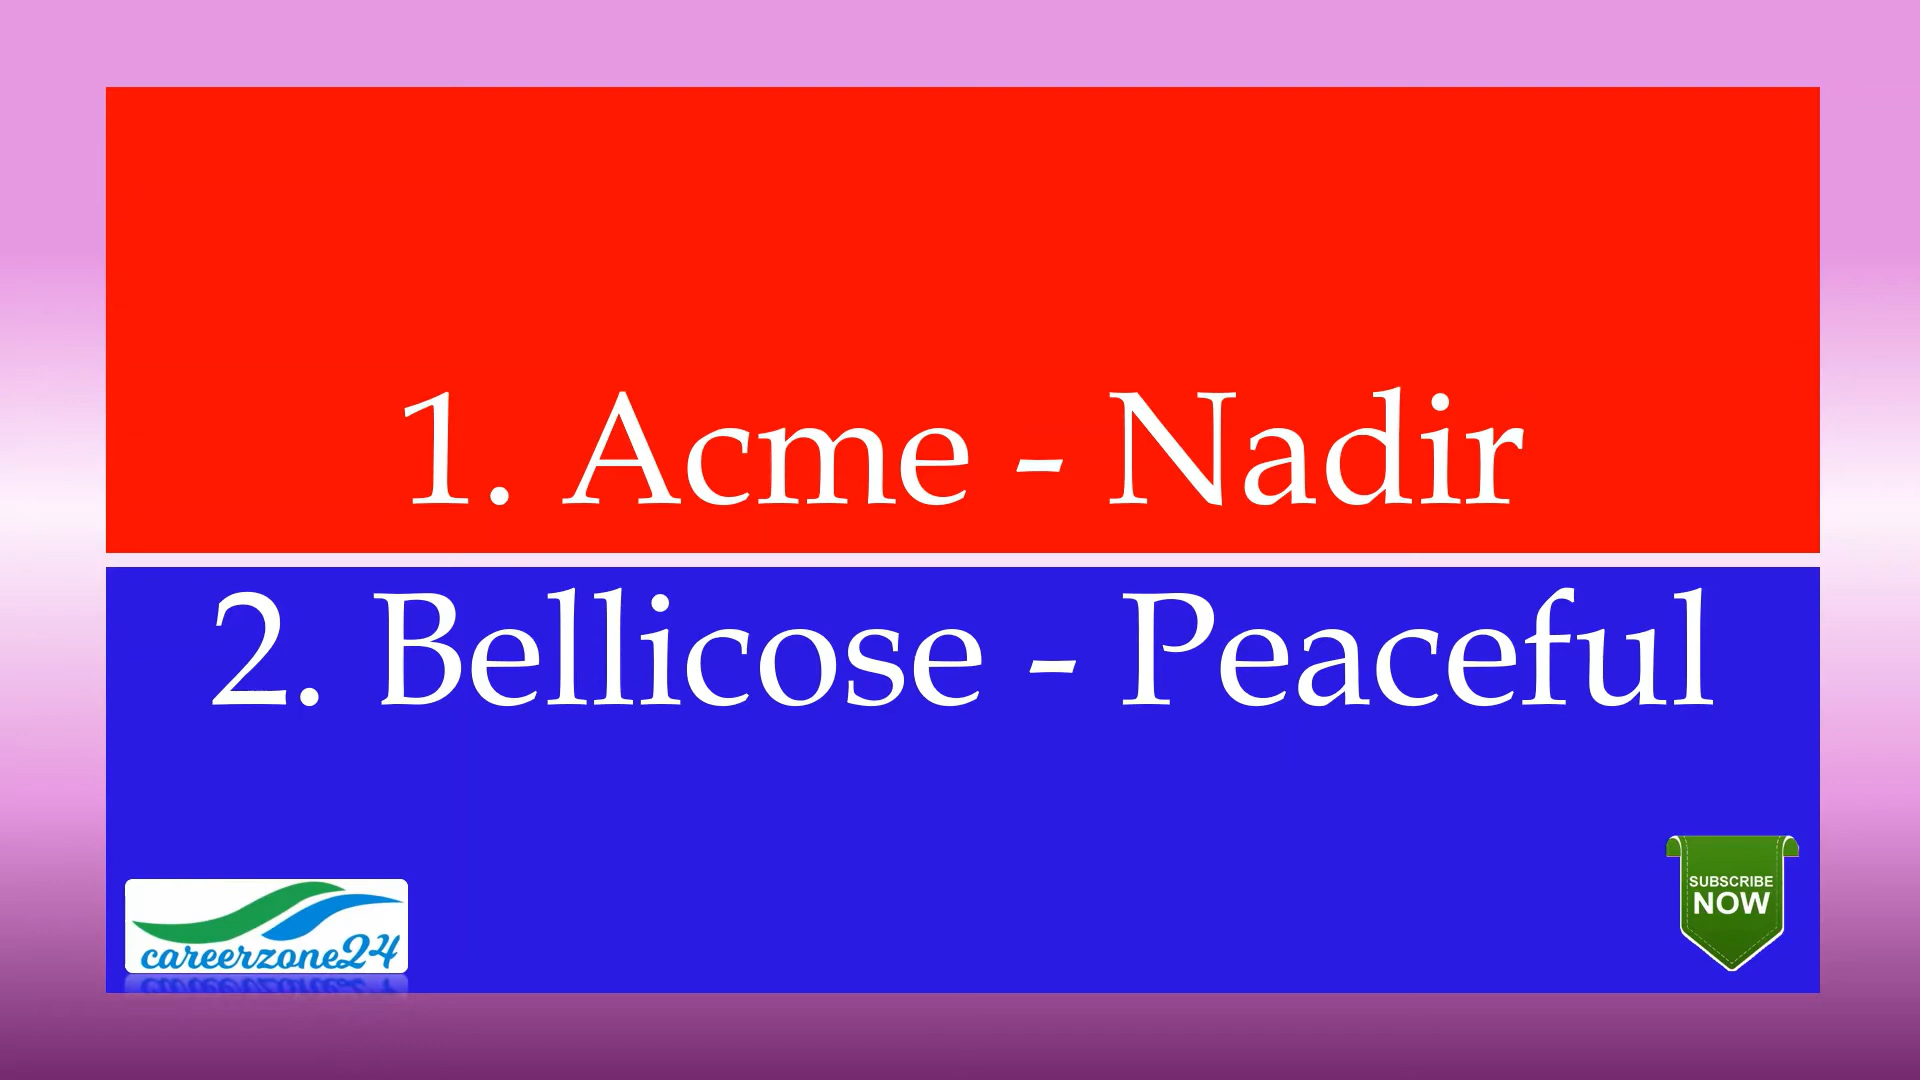 1. Acme - Nadir
2. Bellicose - Peaceful
SUBSCRIBE
NOW
careerzone24